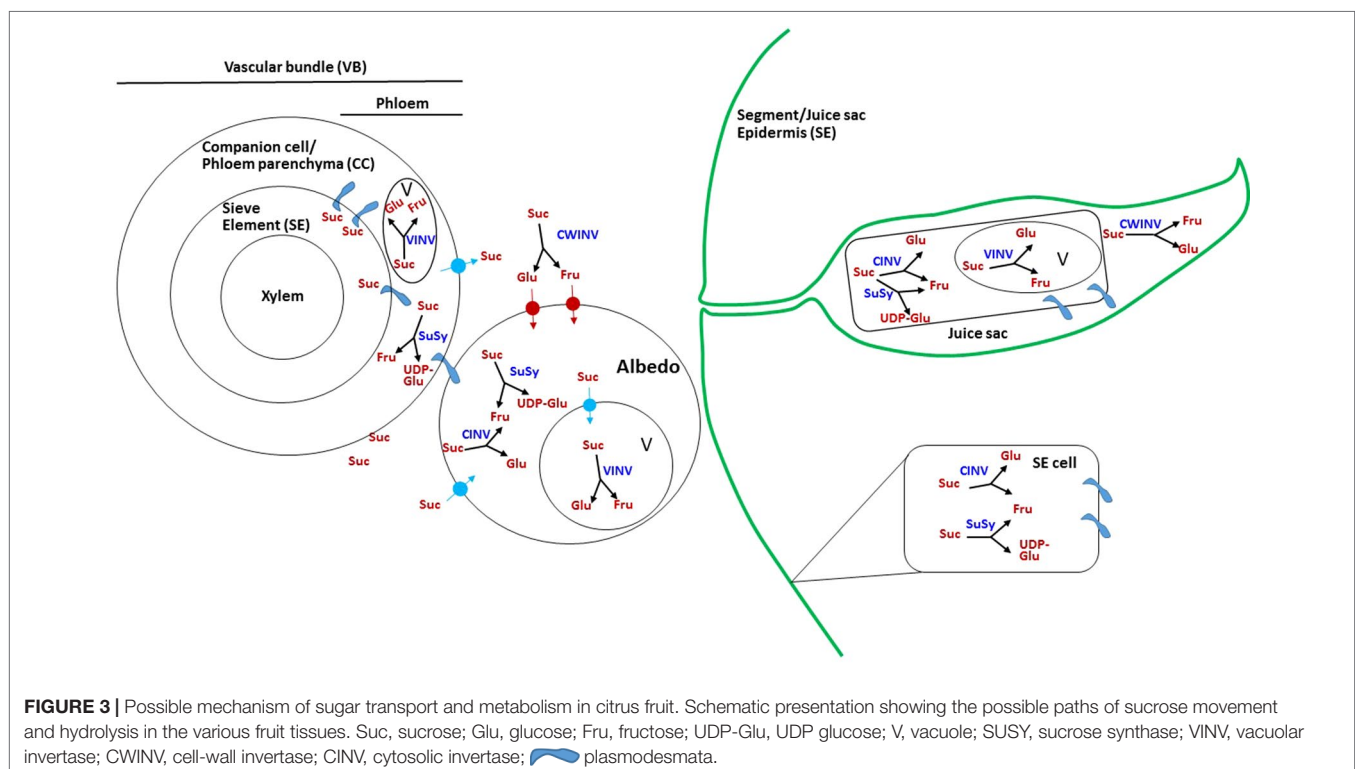 Vascular bundle (VB)
Phloem
Companion cell/
Phloem parenchyma (CC)
Sieve
Element (SE)
Xylem
Suc
Suc
V
Glu
Fru
VINV
Suc
Suc
Suc
Suc
SuSy
Fru
UDP-
Glu
Suc
Suc
Suc
CWINV
Glu
Fru
Albedo
Suc
SuSy
UDP-Glu
Fru
CINV
Suc
Glu
Suc
Suc
V
Suc
VINV
Glu
Fru
Segment/Juice sac
Epidermis (SE)
Glu
CINV
Suc
Fru
SuSy
UDP-Glu
Glu
VINV
Suc
Fru
V
Juice sac
CWINV
Suc
Fru
Glu
SE cell
Glu
CINV
Suc
Fru
SuSy
Suc
UDP-
Glu
FIGURE 3 | Possible mechanism of sugar transport and metabolism in citrus fruit. Schematic presentation showing the possible paths of sucrose movement
and hydrolysis in the various fruit tissues. Suc, sucrose; Glu, glucose; Fru, fructose; UDP-Glu, UDP glucose; V, vacuole; SUSY, sucrose synthase; VINV, vacuolar
invertase; CWINV, cell-wall invertase; CINV, cytosolic invertase; plasmodesmata.